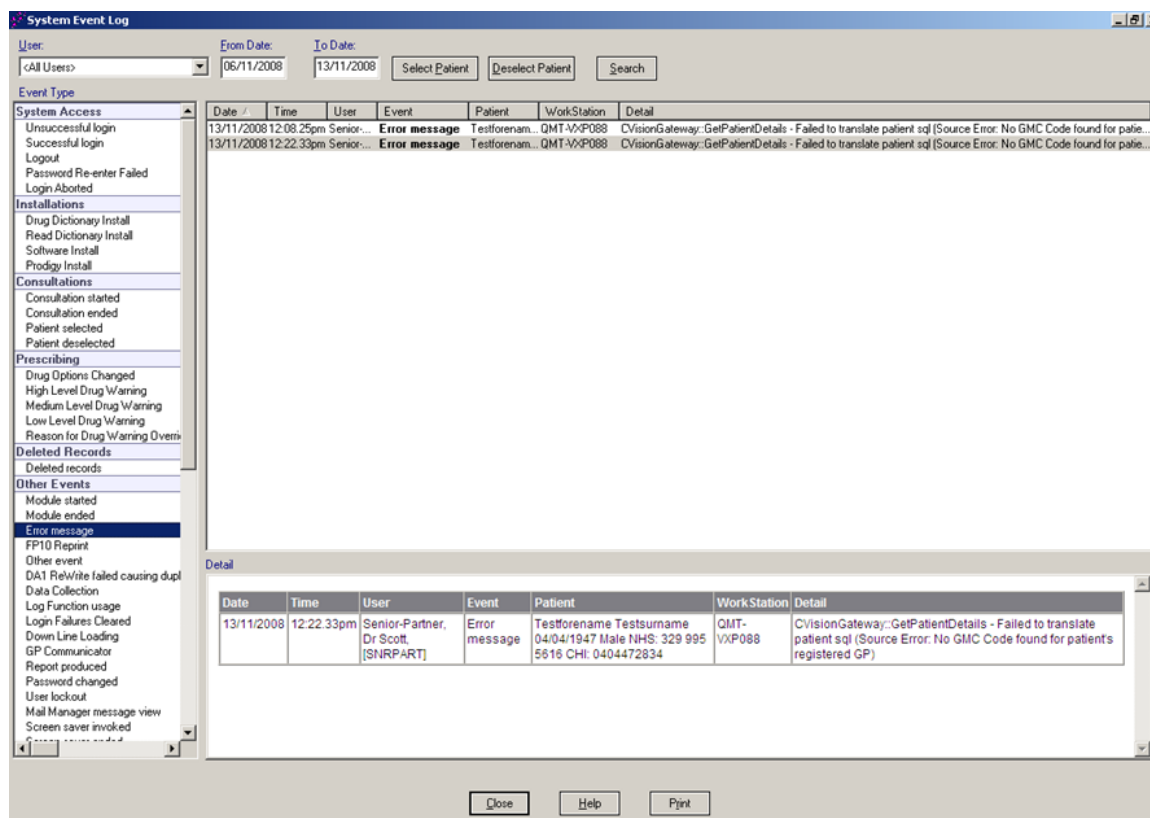 System Event Log
User:
From Date:
To Date:
<All Users>
06/11/2008
13/11/2008
Select Patient
Deselect Patient
Search
Event Type
System Access
Unsuccessful login
Successful login
Logout
Password Re-enter Failed
Login Aborted
Installations
Drug Dictionary Install
Read Dictionary Install
Software Install
Prodigy Install
Consultations
Consultation started
Consultation ended
Patient selected
Patient deselected
Prescribing
Drug Options Changed
High Level Drug Warning
Medium Level Drug Warning
Low Level Drug Warning
Reason for Drug Warning Overri
Deleted Records
Deleted records
Other Events
Module started
Module ended
Error message
FP10 Reprint
Other event
DA1 ReWrite failed causing dupl
Data Collection
Log Function usage
Login Failures Cleared
Down Line Loading
GP Communicator
Report produced
Password changed
User lockout
Mail Manager message view
Screen saver invoked
Screen saver ended
Date Time User Event Patient WorkStation Detail
13/11/2008 12:08.25pm Senior-... Error message Testforenam... QMT-VXP088 CVisionGateway::GetPatientDetails - Failed to translate patient sql (Source Error: No GMC Code found for patie...
13/11/2008 12:22.33pm Senior-... Error message Testforenam... QMT-VXP088 CVisionGateway::GetPatientDetails - Failed to translate patient sql (Source Error: No GMC Code found for patie...
Detail
Date Time User Event Patient WorkStation Detail
13/11/2008 12:22.33pm Senior-Partner, Error Testforename Testsurname QMT- CVisionGateway::GetPatientDetails - Failed to translate
Dr Scott, message 04/04/1947 Male NHS: 329 995 VXP088 patient sql (Source Error: No GMC Code found for patient's
[SNRPART] 5616 CHI: 0404472834 registered GP)
Close
Help
Print